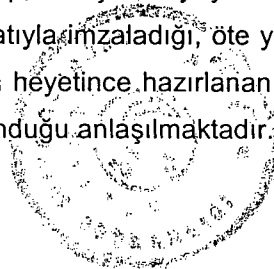 atıyla imzaladığı, öte y
heyetince hazırlanan
nduğu anlaşılmaktadır.